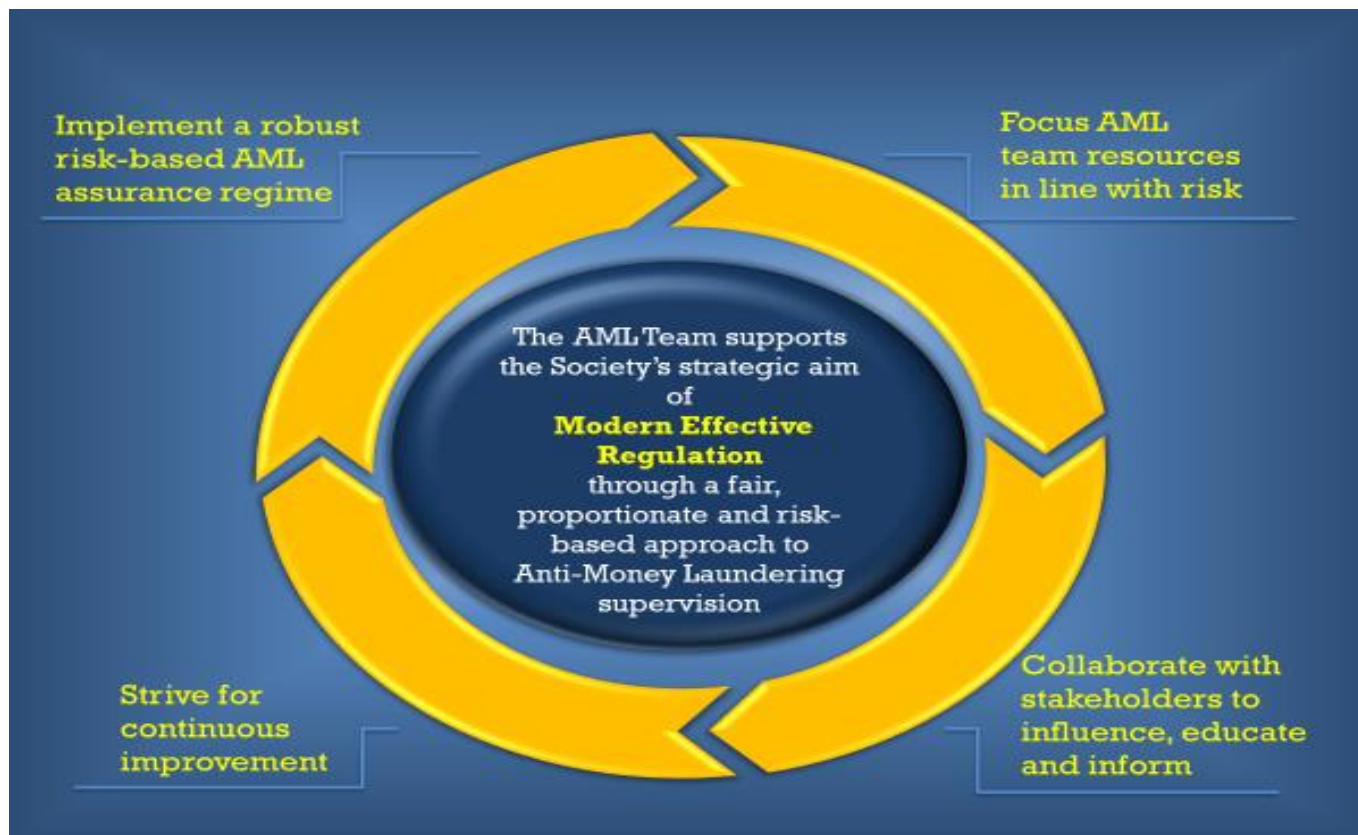 Implement a robust
risk-based AML
assurance regime
Focus AML
team resources
in line with risk
The AML Team supports
the Society's strategic aim
of
Modern Effective
Regulation
through a fair,
proportionate and risk-
based approach to
Anti-Money Laundering
supervision
Strive for
continuous
improvement
Collaborate with
stakeholders to
influence, educate
and inform